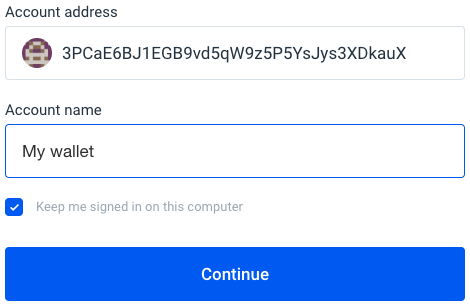 Account address
3PCaE6BJ1EGB9vd5qW9z5P5YsJys3XDkauX
Account name
My wallet
Keep me signed in on this computer
Continue